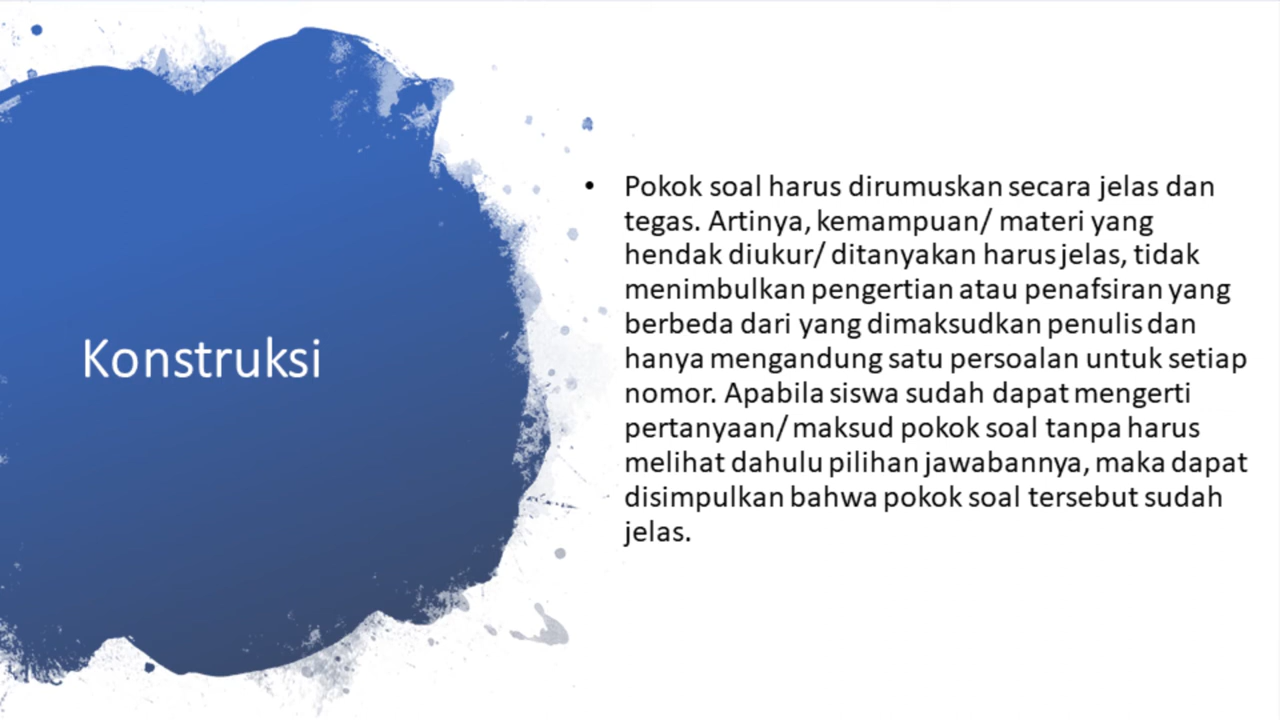 Konstruksi
• Pokok soal harus dirumuskan secara jelas dan
tegas. Artinya, kemampuan/ materi yang
hendak diukur/ ditanyakan harus jelas, tidak
menimbulkan pengertian atau penafsiran yang
berbeda dari yang dimaksudkan penulis dan
hanya mengandung satu persoalan untuk setiap
nomor. Apabila siswa sudah dapat mengerti
pertanyaan/ maksud pokok soal tanpa harus
melihat dahulu pilihan jawabannya, maka dapat
disimpulkan bahwa pokok soal tersebut sudah
jelas.